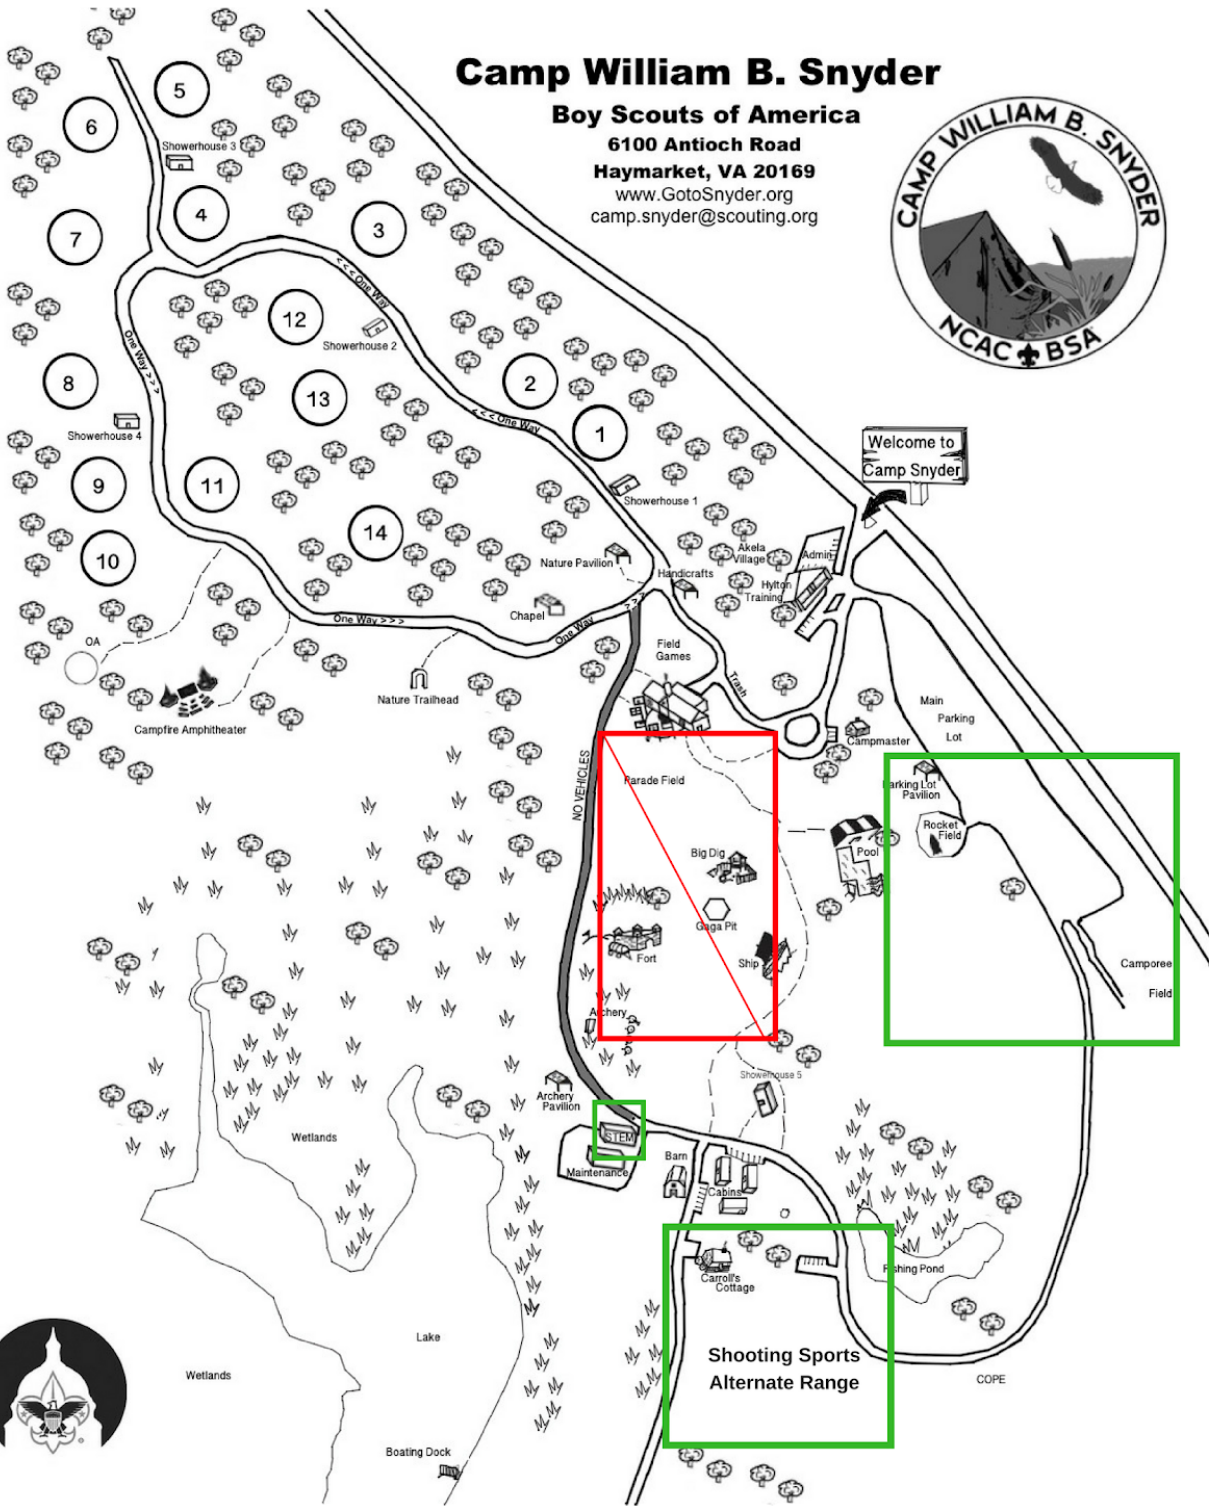 Camp William B. Snyder
Boy Scouts of America
6100 Antioch Road
Haymarket, VA 20169
www.GotoSnyder.org
camp.snyder@scouting.org
CAMP WILLIAM B. SNYDER
NCAC BSA
5
6
Showerhouse 3
4
3
7
<<< One Way
12
Showerhouse 2
One Way >>>
8
13
2
<<< One Way
1
Showerhouse 4
Welcome to
Camp Snyder
9
11
Showerhouse 1
14
10
Nature Pavilion
Akela
Village
Admin
Handicrafts
Hylton
Training
>>>
Chapel
One Way >>>
One Way
OA
Field
Games
Trash
Nature Trailhead
Campfire Amphitheater
Main
Parking
Lot
Campmaster
NO VEHICLES
Parade Field
Parking Lot
Pavilion
Rocket
Field
Big Dig
Pool
Gaga Pit
Fort
Ship
Camporee
Field
Archery
Showerhouse 5
Archery
Pavilion
Wetlands
STEM
Maintenance
Barn
Cabins
Carroll's
Cottage
Fishing Pond
Lake
Wetlands
Shooting Sports
Alternate Range
COPE
Boating Dock